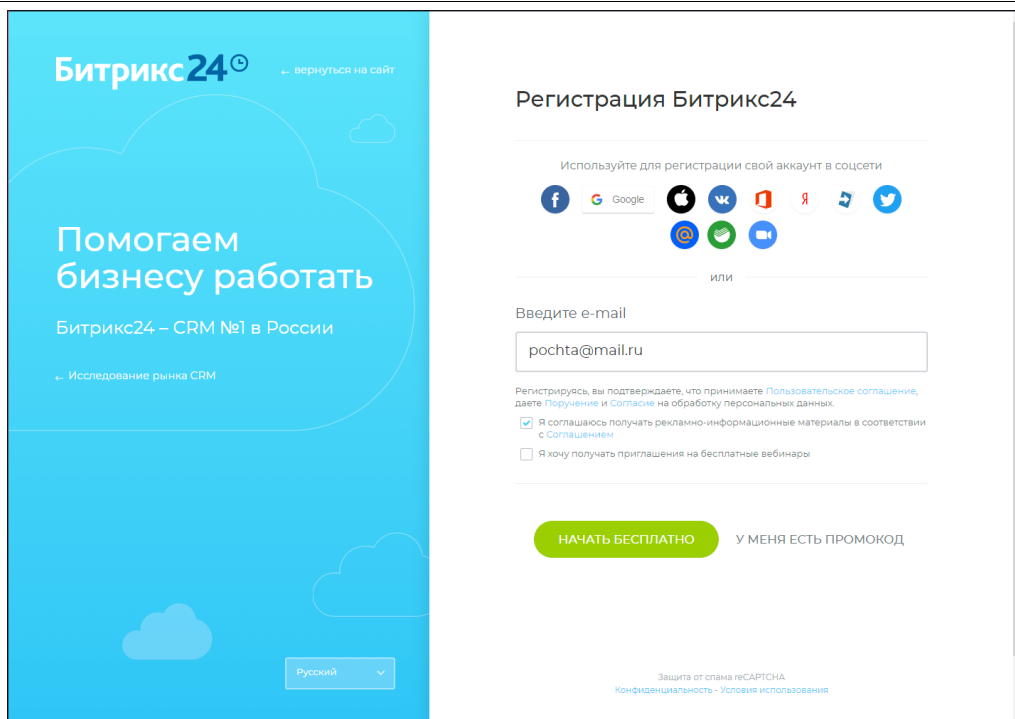 Битрикс24
← вернуться на сайт
Помогаем
бизнесу работать
Битрикс24 – CRM №1 в России
← Исследование рынка CRM
Русский
Регистрация Битрикс24
Используйте для регистрации свой аккаунт в соцсети
Google
или
Введите e-mail
pochta@mail.ru
Регистрируясь, вы подтверждаете, что принимаете Пользовательское соглашение,
даете Поручение и Согласие на обработку персональных данных.
Я соглашаюсь получать рекламно-информационные материалы в соответствии
с Соглашением
Я хочу получать приглашения на бесплатные вебинары
НАЧАТЬ БЕСПЛАТНО
У МЕНЯ ЕСТЬ ПРОМОКОД
Защита от спама reCAPTCHA
Конфиденциальность - Условия использования